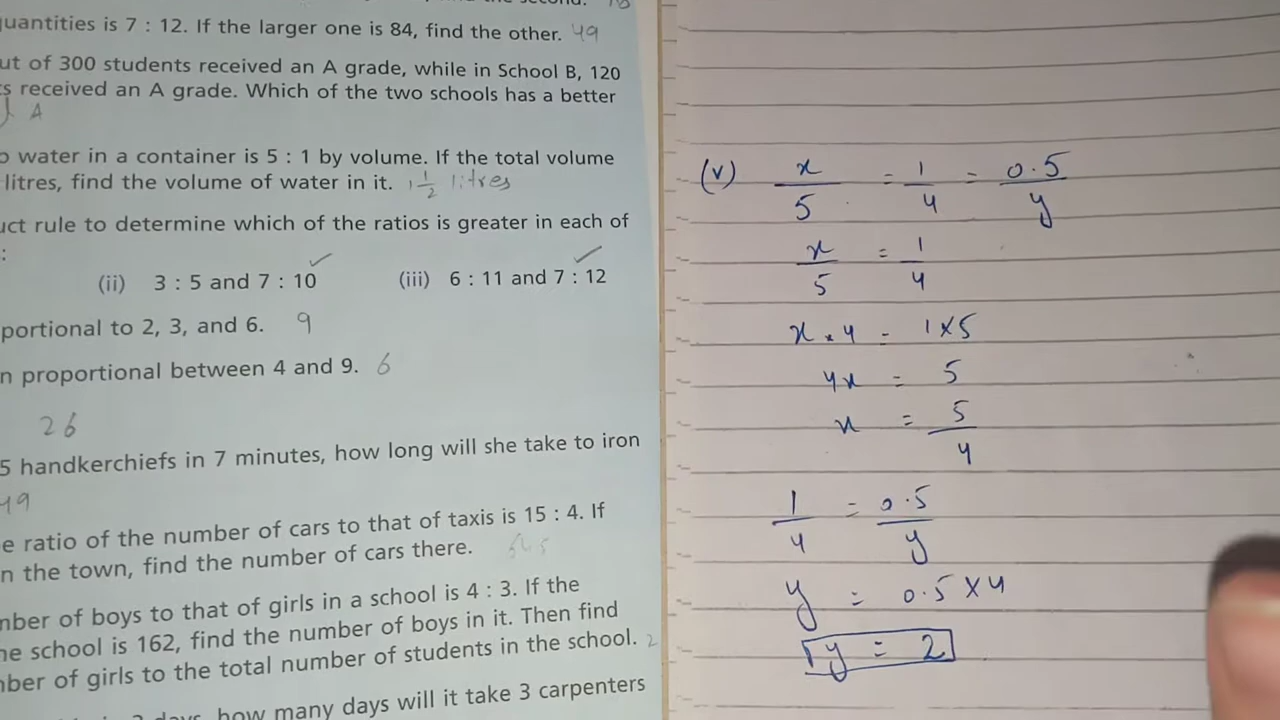 quantities is 7 : 12. If the larger one is 84, find the other. 49
ut of 300 students received an A grade, while in School B, 120
s received an A grade. Which of the two schools has a better
A
o water in a container is 5 : 1 by volume. If the total volume
litres, find the volume of water in it. 1 1/2 litres
uct rule to determine which of the ratios is greater in each of
:
(ii) 3 : 5 and 7 : 10 (iii) 6 : 11 and 7 : 12
portional to 2, 3, and 6. 9
n proportional between 4 and 9. 6
26
5 handkerchiefs in 7 minutes, how long will she take to iron
49
e ratio of the number of cars to that of taxis is 15 : 4. If
n the town, find the number of cars there.
mber of boys to that of girls in a school is 4 : 3. If the
he school is 162, find the number of boys in it. Then find
mber of girls to the total number of students in the school. 2
how many days will it take 3 carpenters
(v) x/5 = 1/4 = 0.5/y
x/5 = 1/4
x × 4 = 1×5
4x = 5
x = 5/4
1/4 = 0.5/y
y = 0.5 × 4
y = 2